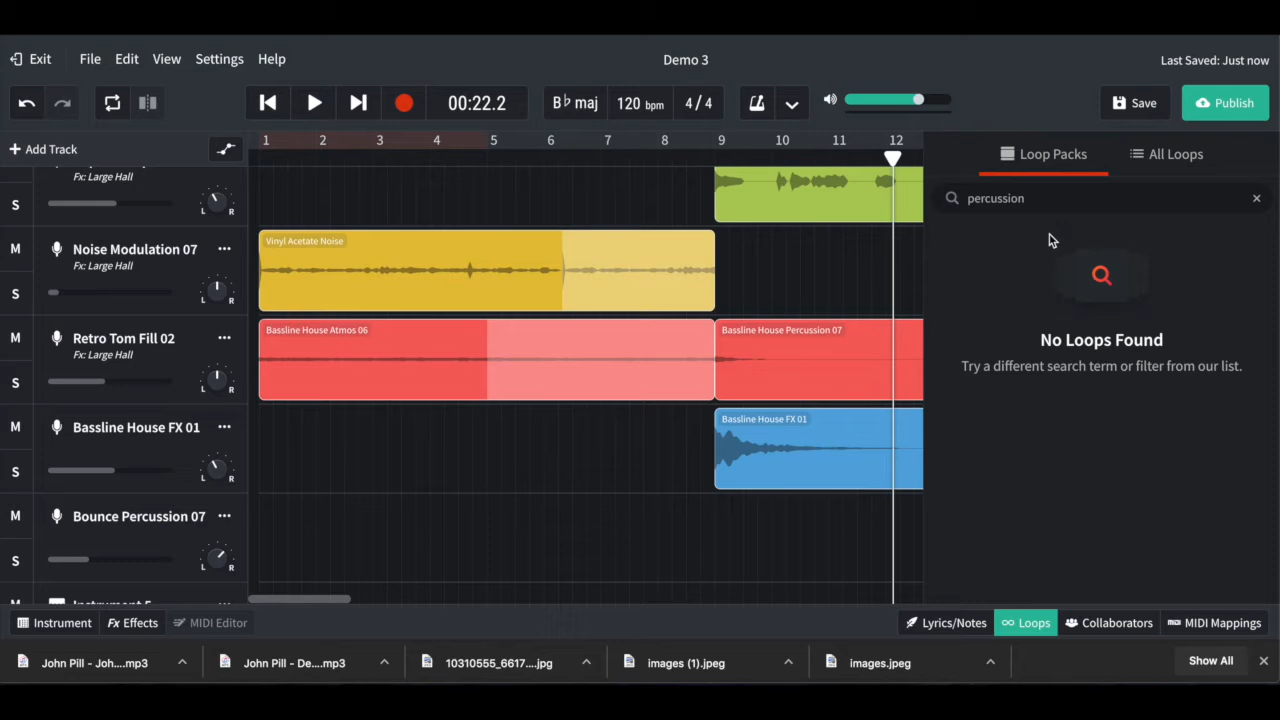 Exit File Edit View Settings Help
Demo 3
Last Saved: Just now
00:22.2
B♭ maj 120 bpm 4/4
Save Publish
+ Add Track
1 2 3 4 5 6 7 8 9 10 11 12
Loop Packs All Loops
percussion
Fx: Large Hall
S L R
M Noise Modulation 07 ...
Fx: Large Hall
S L R
Vinyl Acetate Noise
M Retro Tom Fill 02 ...
Fx: Large Hall
S L R
Bassline House Atmos 06
Bassline House Percussion 07
No Loops Found
Try a different search term or filter from our list.
M Bassline House FX 01 ...
S L R
Bassline House FX 01
M Bounce Percussion 07 ...
S L R
Instrument Fx Effects MIDI Editor
Lyrics/Notes Loops Collaborators MIDI Mappings
John Pill - Joh....mp3
John Pill - De....mp3
10310555_6617....jpg
images (1).jpeg
images.jpeg
Show All